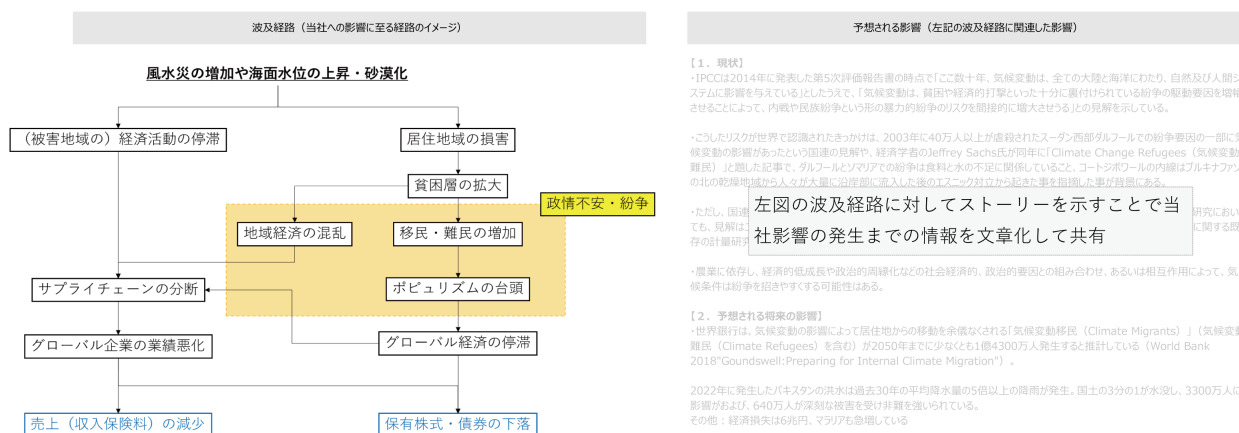 波及経路（当社への影響に至る経路のイメージ）
風水災の増加や海面水位の上昇・砂漠化
（被害地域の）経済活動の停滞
居住地域の損害
貧困層の拡大
政情不安・紛争
地域経済の混乱
移民・難民の増加
サプライチェーンの分断
ポピュリズムの台頭
グローバル企業の業績悪化
グローバル経済の停滞
売上（収入保険料）の減少
保有株式・債券の下落
予想される影響（左記の波及経路に関連した影響）
【1．現状】
・IPCCは2014年に発表した第5次評価報告書の時点で「ここ数十年、気候変動は、全ての大陸と海洋にわたり、自然及び人間シ
ステムに影響を与えている」としたうえで、「気候変動は、貧困や経済的打撃といった十分に裏付けられている紛争の駆動要因を増幅
させることによって、内戦や民族紛争という形の暴力的紛争のリスクを間接的に増大させうる」との見解を示している。
・こうしたリスクが世界で認識されたきっかけは、2003年に40万人以上が虐殺されたスーダン西部ダルフールでの紛争要因の一部に気
候変動の影響があったという国連の見解や、経済学者のJeffrey Sachs氏が同年に「Climate Change Refugees（気候変動
難民）」と題した記事で、ダルフールとソマリアでの紛争は食料と水の不足に関係していること、コートジボワールの内線はブルキナファソ
の北の乾燥地域から人々が大量に沿岸部に流入した後のエスニック対立から起きた事を指摘した事が背景にある。
・ただし、国連
研究におい
ても、見解は
に関する既
存の計量研究
左図の波及経路に対してストーリーを示すことで当
社影響の発生までの情報を文章化して共有
・農業に依存し、経済的低成長や政治的周縁化などの社会経済的、政治的要因との組み合わせ、あるいは相互作用によって、気
候条件は紛争を招きやすくする可能性はある。
【2．予想される将来の影響】
・世界銀行は、気候変動の影響によって居住地からの移動を余儀なくされる「気候変動移民（Climate Migrants）」（気候変動
難民（Climate Refugees）を含む）が2050年までに少なくとも1億4300万人発生すると推計している（World Bank
2018"Goundswell:Preparing for Internal Climate Migration"）。
2022年に発生したパキスタンの洪水は過去30年の平均降水量の5倍以上の降雨が発生。国土の3分の1が水没し、3300万人に
影響がおよび、640万人が深刻な被害を受け非難を強いられている。
その他：経済損失は6兆円、マラリアも急増している